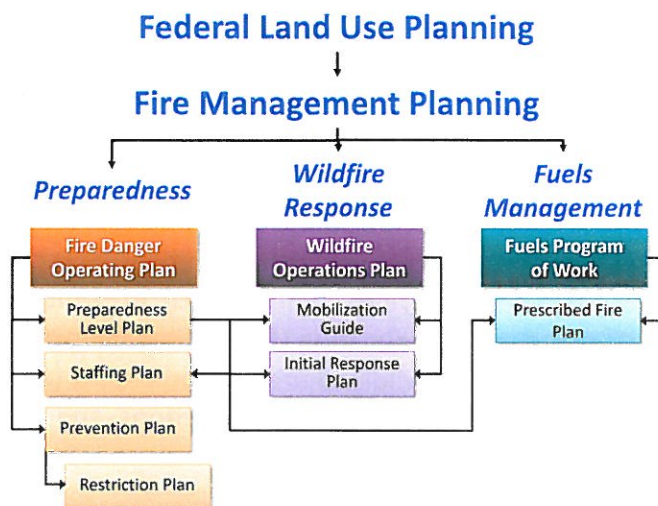 Federal Land Use Planning
Fire Management Planning
Preparedness
Wildfire
Response
Fuels
Management
Fire Danger
Operating Plan
Wildfire
Operations Plan
Fuels Program
of Work
Preparedness
Level Plan
Mobilization
Guide
Prescribed Fire
Plan
Staffing Plan
Initial Response
Plan
Prevention Plan
Restriction Plan